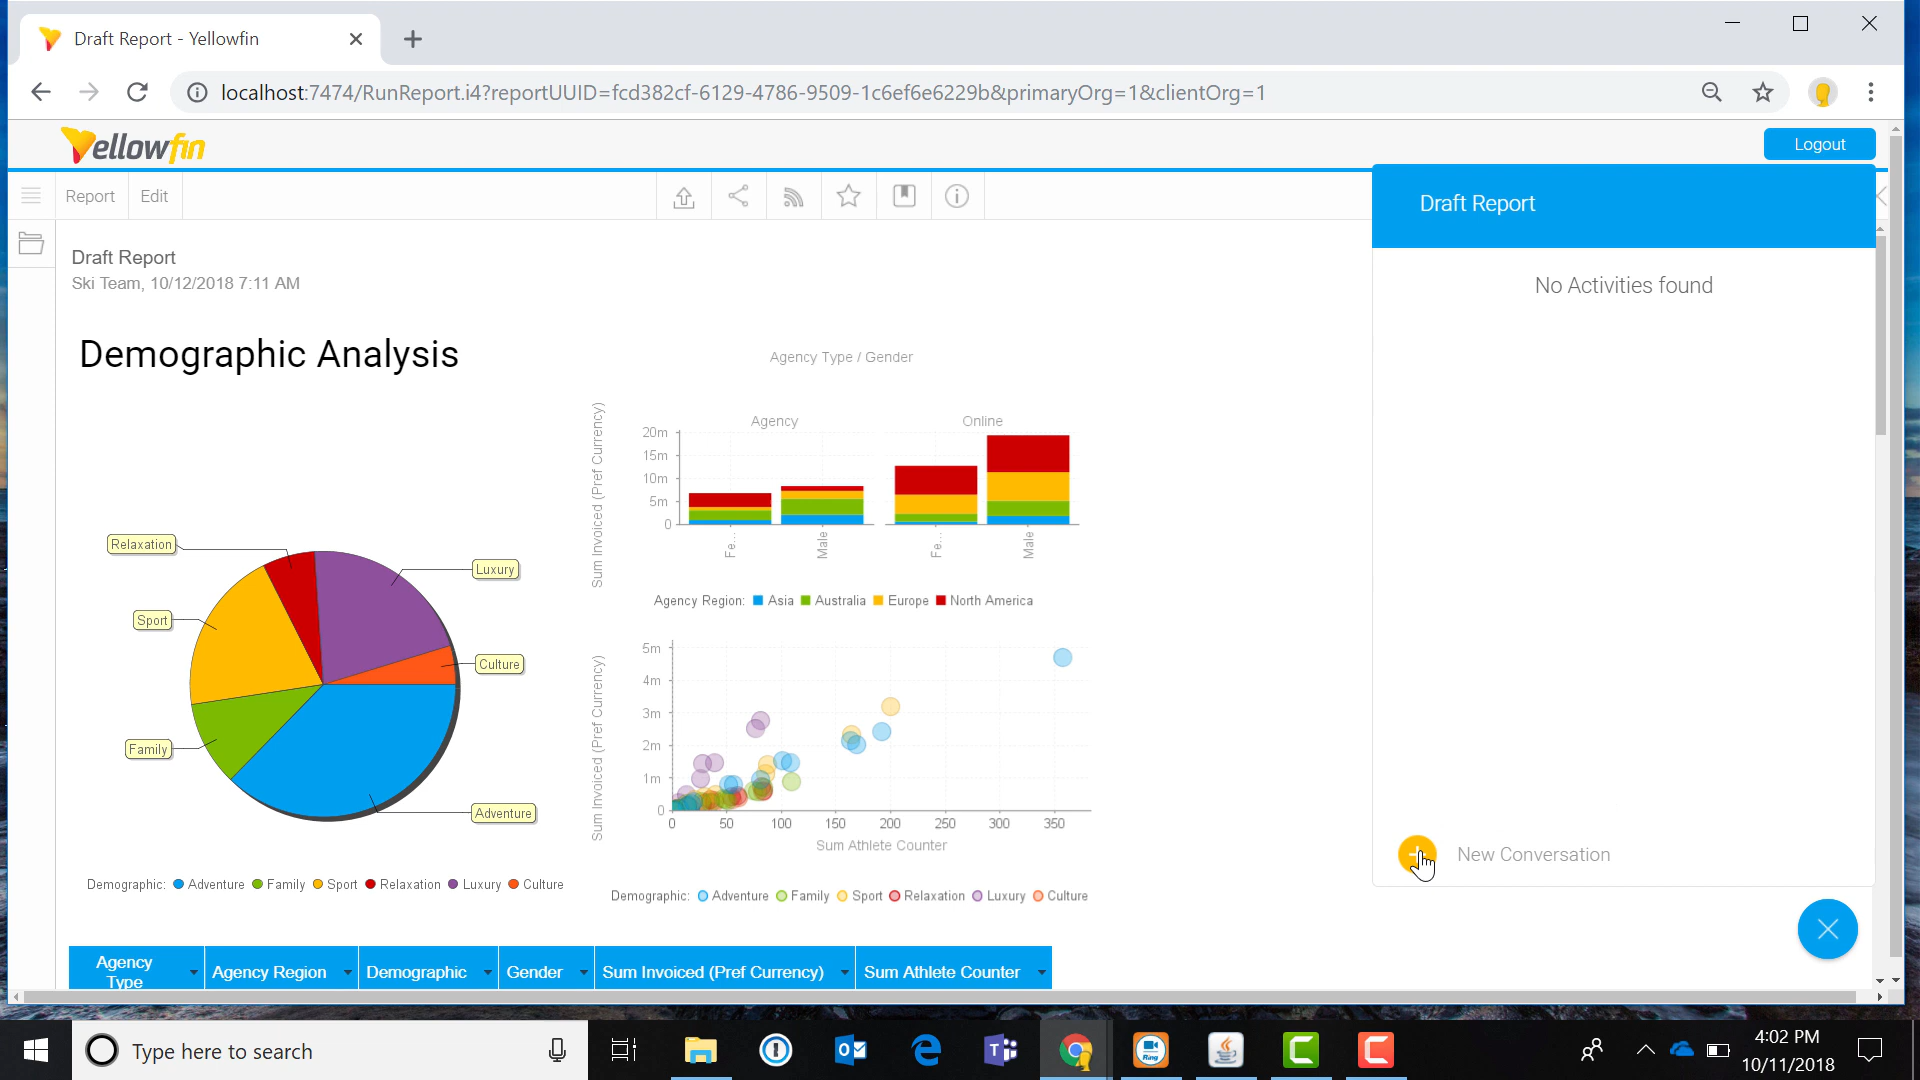 Draft Report - Yellowfin
localhost:7474/RunReport.i4?reportUUID=fcd382cf-6129-4786-9509-1c6ef6e6229b&primaryOrg=1&clientOrg=1
Yellowfin
Logout
Report
Edit
Draft Report
Draft Report
Ski Team, 10/12/2018 7:11 AM
No Activities found
Demographic Analysis
Agency Type / Gender
Agency
Online
Sum Invoiced (Pref Currency)
20m
15m
10m
5m
0
Fe...
Male
Fe...
Male
Agency Region: Asia Australia Europe North America
Relaxation
Luxury
Sport
Culture
Family
Adventure
Demographic: Adventure Family Sport Relaxation Luxury Culture
Sum Invoiced (Pref Currency)
5m
4m
3m
2m
1m
0
0 50 100 150 200 250 300 350
Sum Athlete Counter
Demographic: Adventure Family Sport Relaxation Luxury Culture
New Conversation
Agency Type
Agency Region
Demographic
Gender
Sum Invoiced (Pref Currency)
Sum Athlete Counter
Type here to search
Ring
4:02 PM
10/11/2018